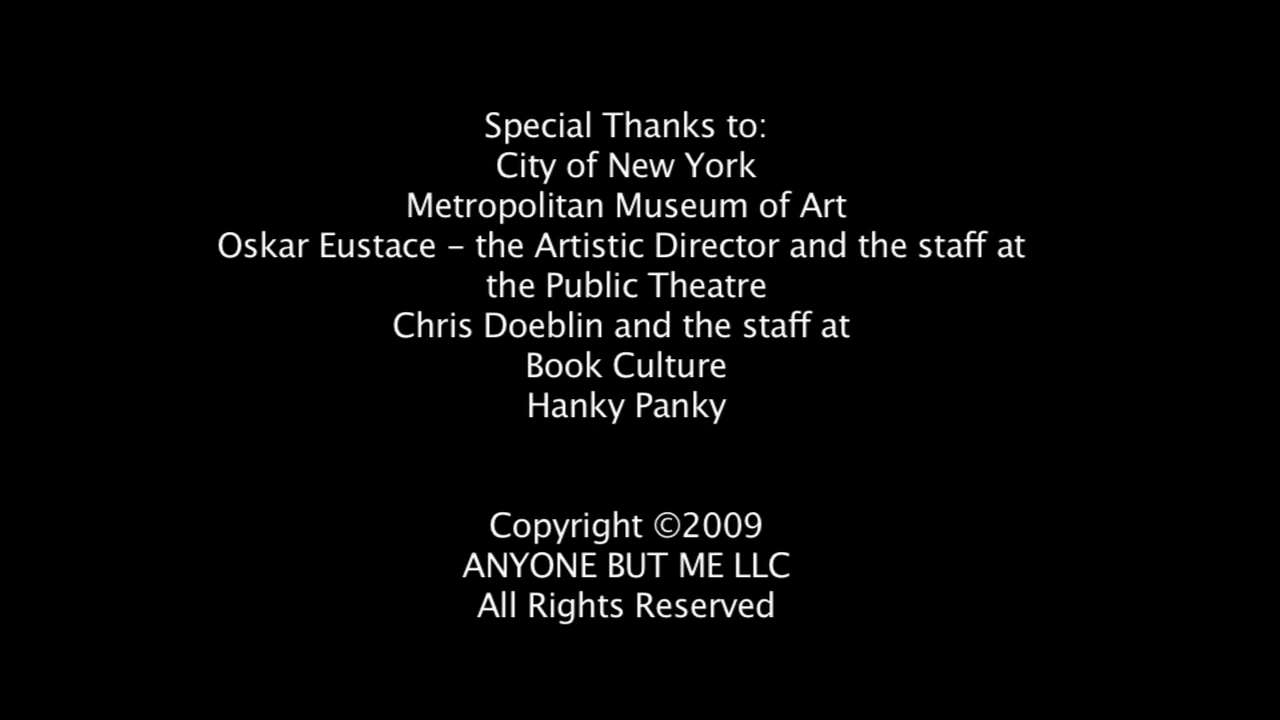 Special Thanks to:
City of New York
Metropolitan Museum of Art
Oskar Eustace – the Artistic Director and the staff at
the Public Theatre
Chris Doeblin and the staff at
Book Culture
Hanky Panky
Copyright ©2009
ANYONE BUT ME LLC
All Rights Reserved